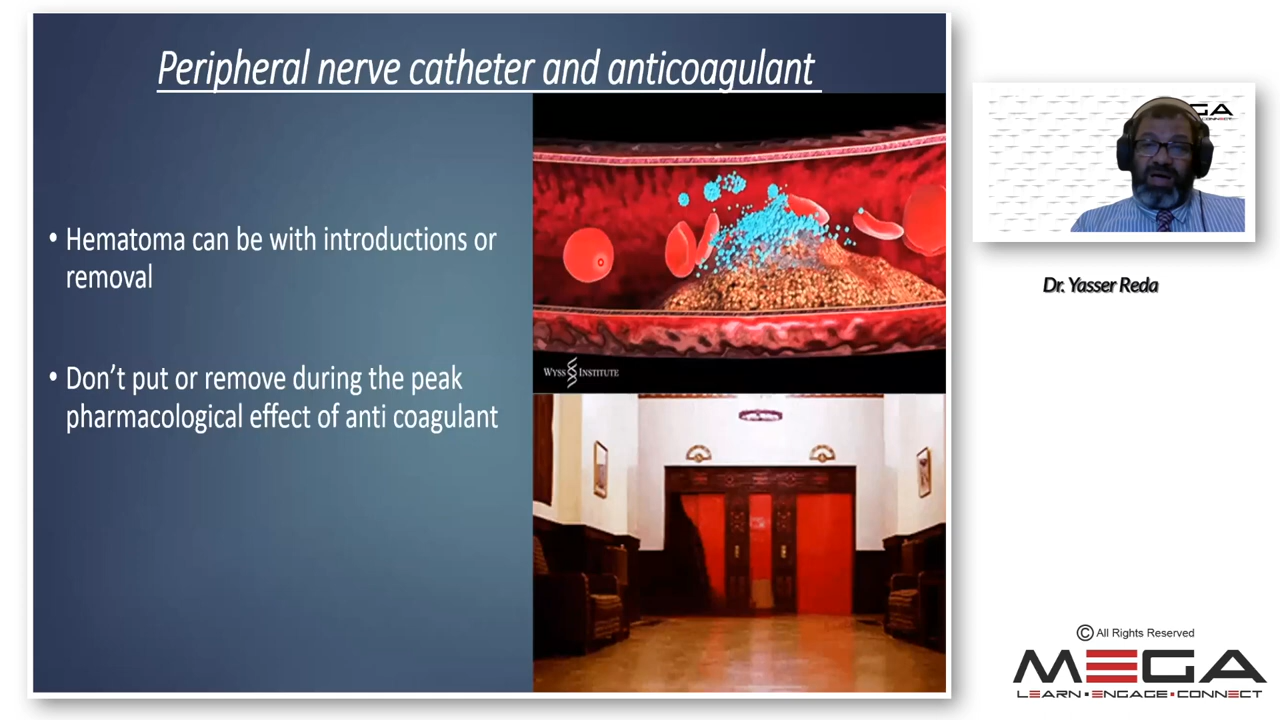 Peripheral nerve catheter and anticoagulant
• Hematoma can be with introductions or
removal
• Don't put or remove during the peak
pharmacological effect of anti coagulant
WYSS INSTITUTE
GA
Dr. Yasser Reda
© All Rights Reserved
MEGA
LEARN • ENGAGE • CONNECT